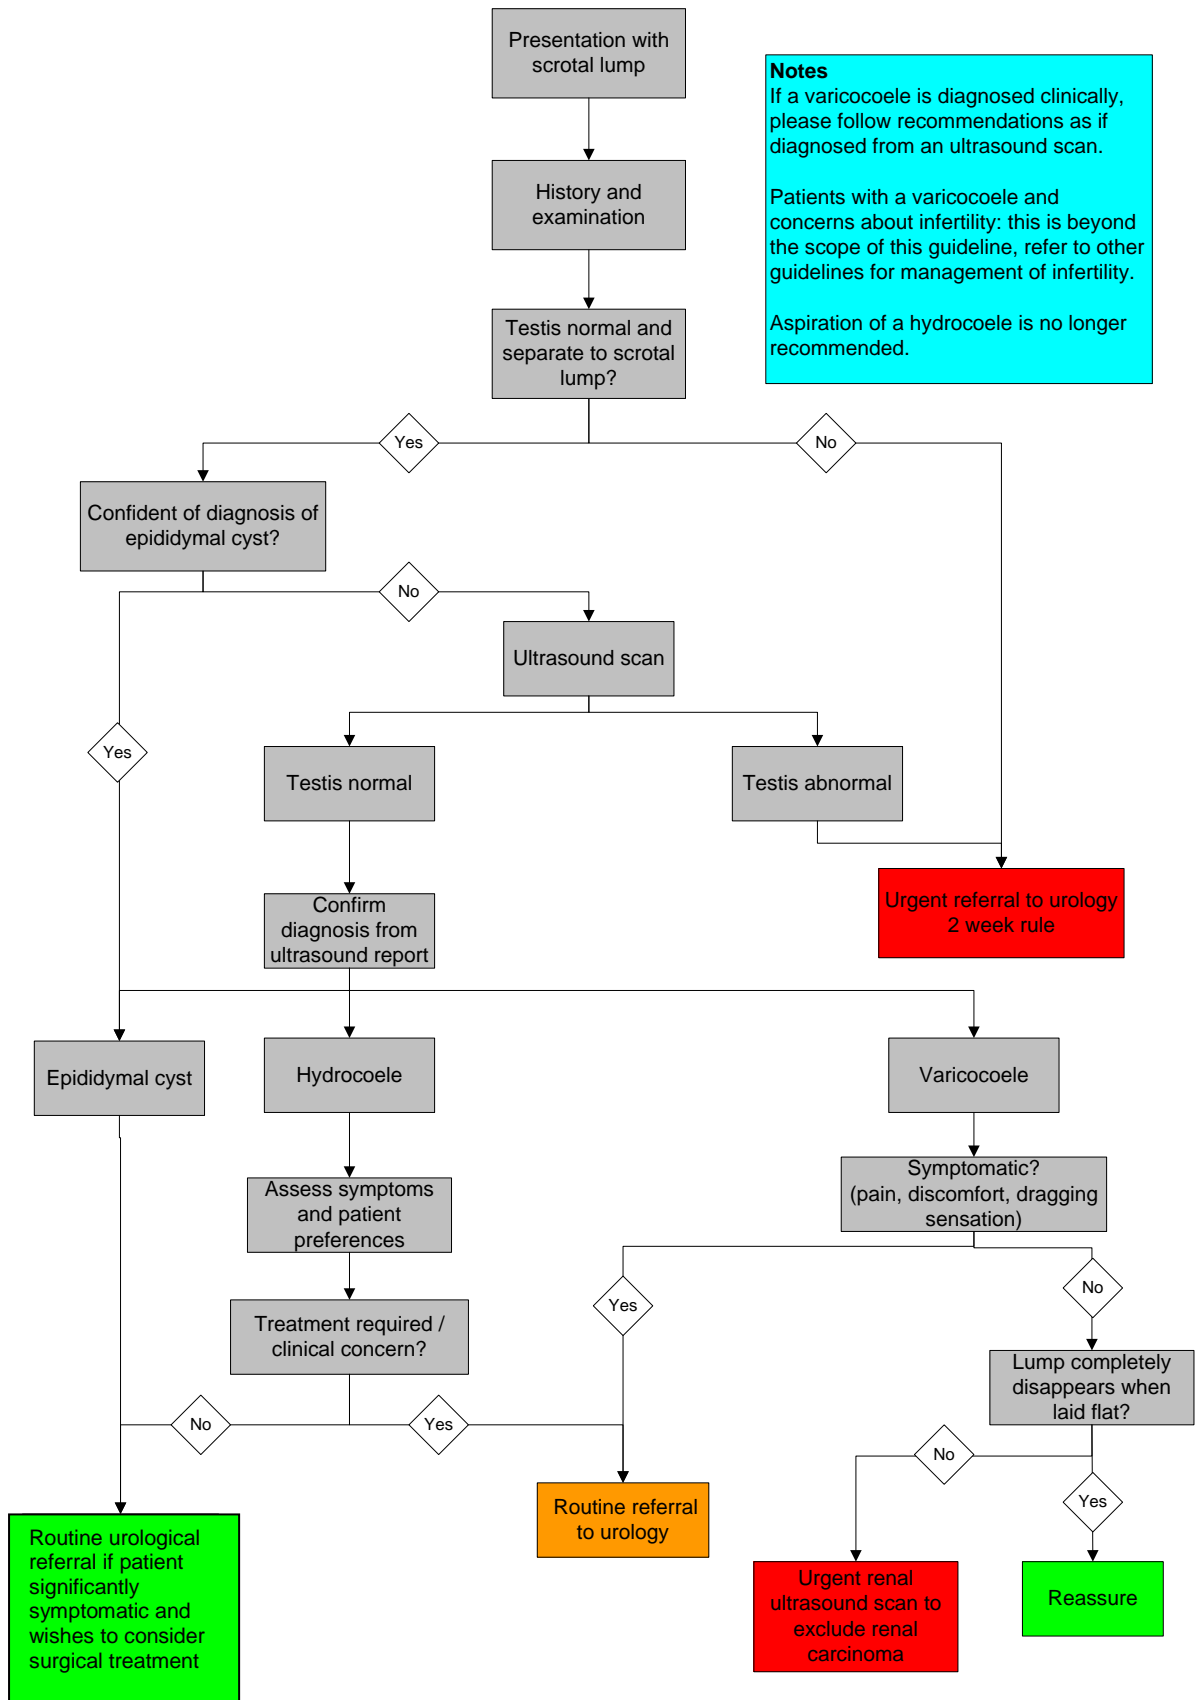 Presentation with
scrotal lump
Notes
If a varicocoele is diagnosed clinically,
please follow recommendations as if
diagnosed from an ultrasound scan.
Patients with a varicocoele and
concerns about infertility: this is beyond
the scope of this guideline, refer to other
guidelines for management of infertility.
Aspiration of a hydrocoele is no longer
recommended.
History and
examination
Testis normal and
separate to scrotal
lump?
Yes
No
Confident of diagnosis of
epididymal cyst?
No
Ultrasound scan
Yes
Testis normal
Testis abnormal
Confirm
diagnosis from
ultrasound report
Urgent referral to urology
2 week rule
Epididymal cyst
Hydrocoele
Varicocoele
Assess symptoms
and patient
preferences
Symptomatic?
(pain, discomfort, dragging
sensation)
Yes
No
Treatment required /
clinical concern?
Lump completely
disappears when
laid flat?
No
Yes
No
Yes
Routine urological
referral if patient
significantly
symptomatic and
wishes to consider
surgical treatment
Routine referral
to urology
Urgent renal
ultrasound scan to
exclude renal
carcinoma
Reassure